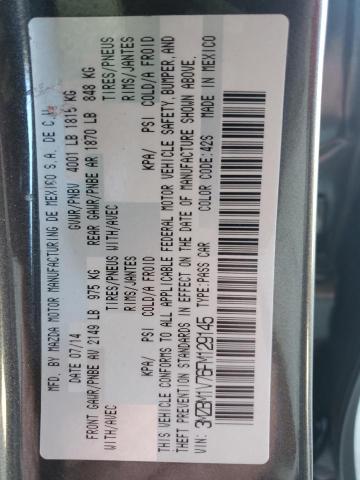 MFD. BY MAZDA MOTOR MANUFACTURING DE MEXICO S.A. DE C.V.
DATE 07/14 GVWR/PNBV 4001 LB 1815 KG
FRONT GAWR/PNBE AV 2149 LB 975 KG REAR GAWR/PNBE AR 1870 LB 848 KG
WITH/AVEC TIRES/PNEUS WITH/AVEC TIRES/PNEUS
RIMS/JANTES RIMS/JANTES
KPA/ PSI COLD/A FROID KPA/ PSI COLD/A FROID
THIS VEHICLE CONFORMS TO ALL APPLICABLE FEDERAL MOTOR VEHICLE SAFETY, BUMPER, AND
THEFT PREVENTION STANDARDS IN EFFECT ON THE DATE OF MANUFACTURE SHOWN ABOVE.
VIN: 3MZBM1V76FM129145 TYPE:PASS CAR CODE:42S MADE IN MEXICO